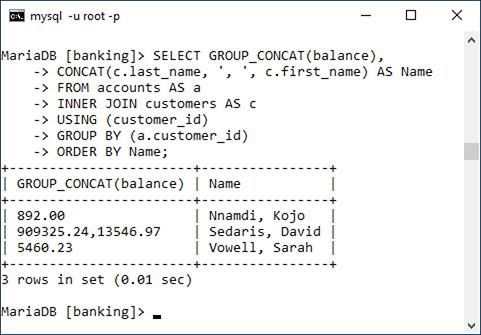 mysql -u root -p
MariaDB [banking]> SELECT GROUP_CONCAT(balance),
    -> CONCAT(c.last_name, ', ', c.first_name) AS Name
    -> FROM accounts AS a
    -> INNER JOIN customers AS c
    -> USING (customer_id)
    -> GROUP BY (a.customer_id)
    -> ORDER BY Name;
+-----------------------+----------------+
| GROUP_CONCAT(balance) | Name           |
+-----------------------+----------------+
| 892.00                | Nnamdi, Kojo   |
| 909325.24,13546.97    | Sedaris, David |
| 5460.23               | Vowell, Sarah  |
+-----------------------+----------------+
3 rows in set (0.01 sec)
MariaDB [banking]>